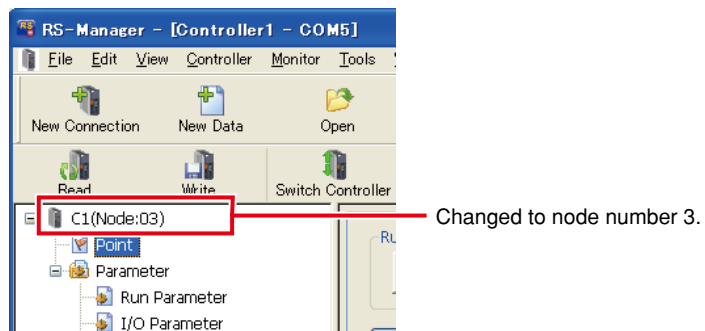 RS
RS-Manager - [Controller1 - COM5]
File Edit View Controller Monitor Tools
New Connection New Data Open
Read Write Switch Controller
C1(Node:03)
Changed to node number 3.
Point
Parameter
Run Parameter
I/O Parameter